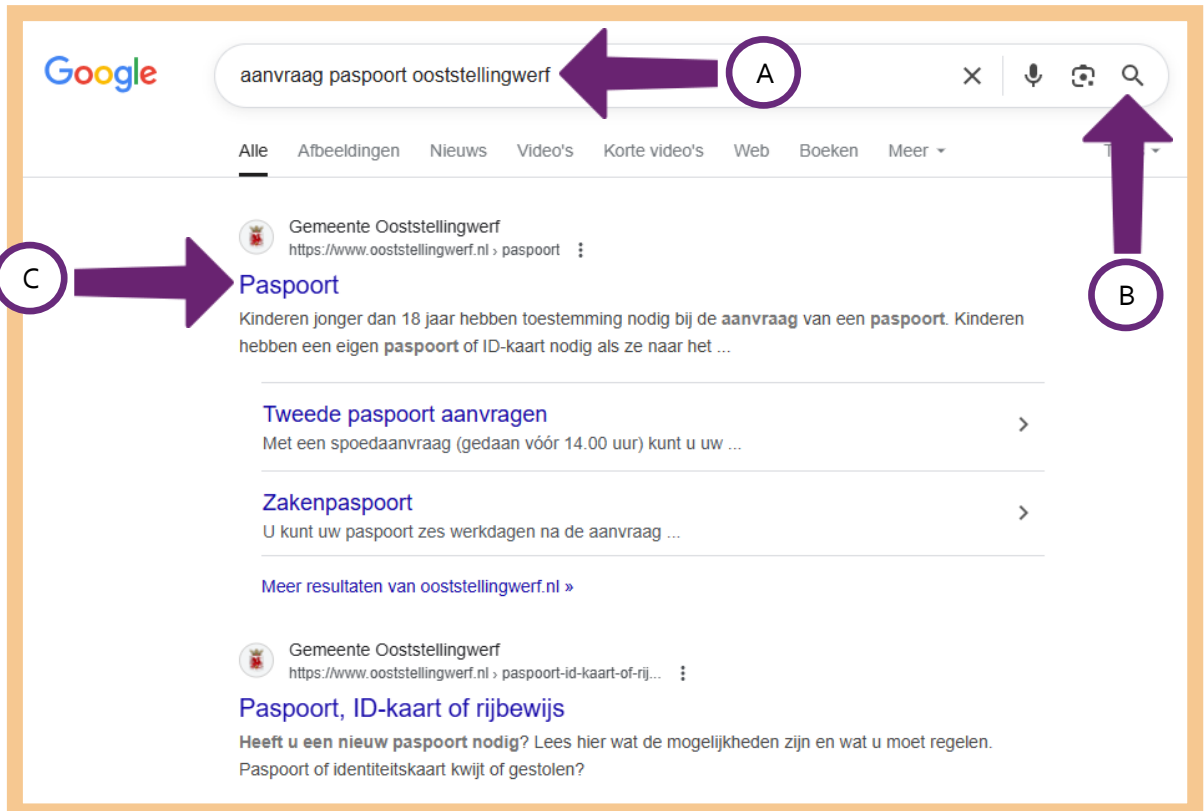 Google
aanvraag paspoort ooststellingwerf
A
Alle Afbeeldingen Nieuws Video's Korte video's Web Boeken Meer
Gemeente Ooststellingwerf
https://www.ooststellingwerf.nl › paspoort
C
Paspoort
B
Kinderen jonger dan 18 jaar hebben toestemming nodig bij de aanvraag van een paspoort. Kinderen
hebben een eigen paspoort of ID-kaart nodig als ze naar het ...
Tweede paspoort aanvragen
Met een spoedaanvraag (gedaan vóór 14.00 uur) kunt u uw ...
Zakenpaspoort
U kunt uw paspoort zes werkdagen na de aanvraag ...
Meer resultaten van ooststellingwerf.nl »
Gemeente Ooststellingwerf
https://www.ooststellingwerf.nl › paspoort-id-kaart-of-rij...
Paspoort, ID-kaart of rijbewijs
Heeft u een nieuw paspoort nodig? Lees hier wat de mogelijkheden zijn en wat u moet regelen.
Paspoort of identiteitskaart kwijt of gestolen?